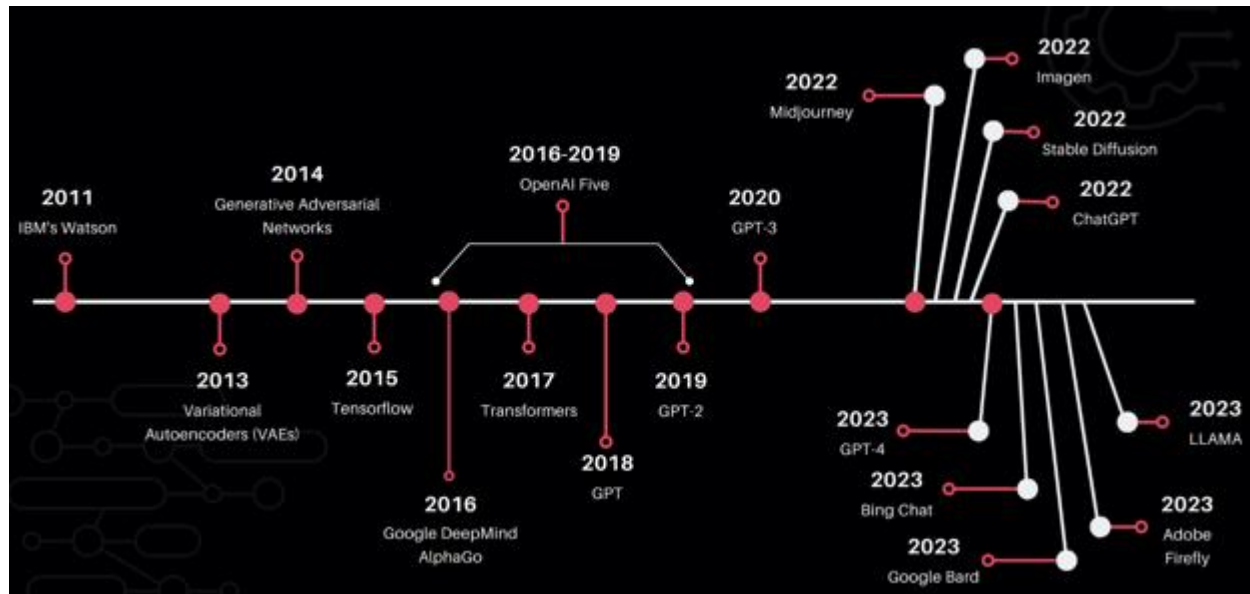 2011
IBM's Watson
2013
Variational
Autoencoders (VAEs)
2014
Generative Adversarial
Networks
2015
Tensorflow
2016
Google DeepMind
AlphaGo
2016-2019
OpenAI Five
2017
Transformers
2018
GPT
2019
GPT-2
2020
GPT-3
2022
Midjourney
2022
Imagen
2022
Stable Diffusion
2022
ChatGPT
2023
GPT-4
2023
Bing Chat
2023
Google Bard
2023
Adobe
Firefly
2023
LLAMA